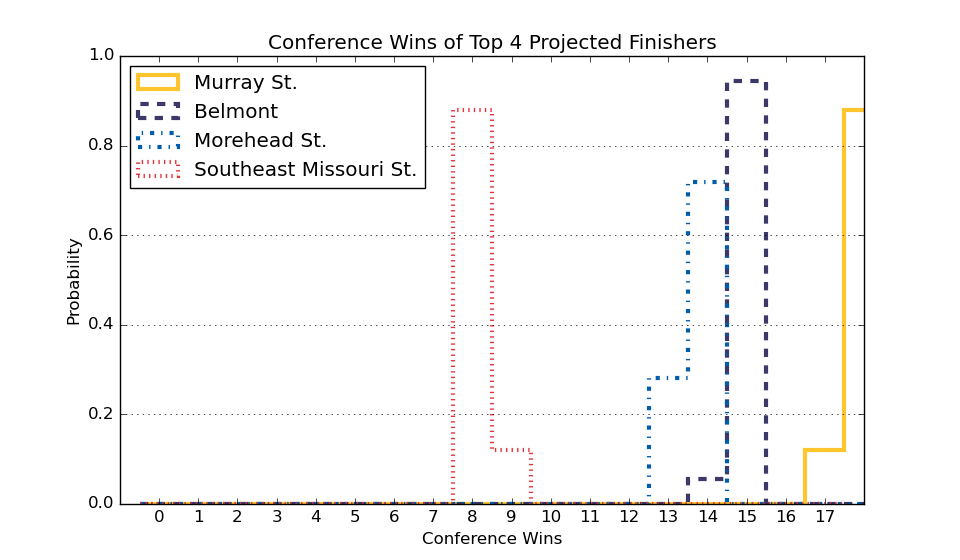 Conference Wins of Top 4 Projected Finishers
1.0
Murray St.
Belmont
Morehead St.
Southeast Missouri St.
0.8
0.6
0.4
0.2
0.0
Probability
0 1 2 3 4 5 6 7 8 9 10 11 12 13 14 15 16 17
Conference Wins